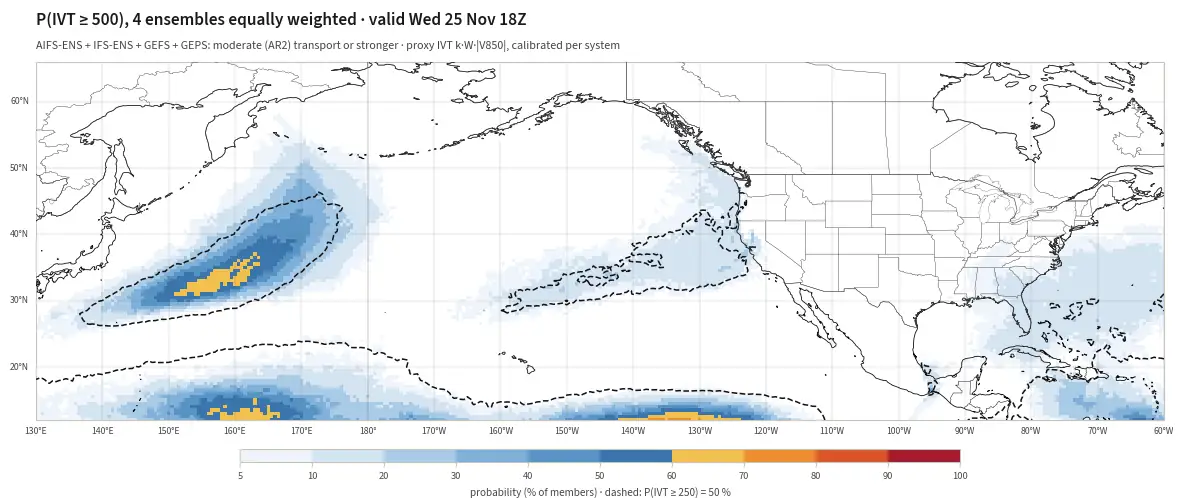 P(IVT ≥ 500), 4 ensembles equally weighted · valid Wed 25 Nov 18Z
AIFS-ENS + IFS-ENS + GEFS + GEPS: moderate (AR2) transport or stronger · proxy IVT k·W·|V850|, calibrated per system
60°N
50°N
40°N
30°N
20°N
130°E 140°E 150°E 160°E 170°E 180° 170°W 160°W 150°W 140°W 130°W 120°W 110°W 100°W 90°W 80°W 70°W 60°W
5 10 20 30 40 50 60 70 80 90 100
probability (% of members) · dashed: P(IVT ≥ 250) = 50 %